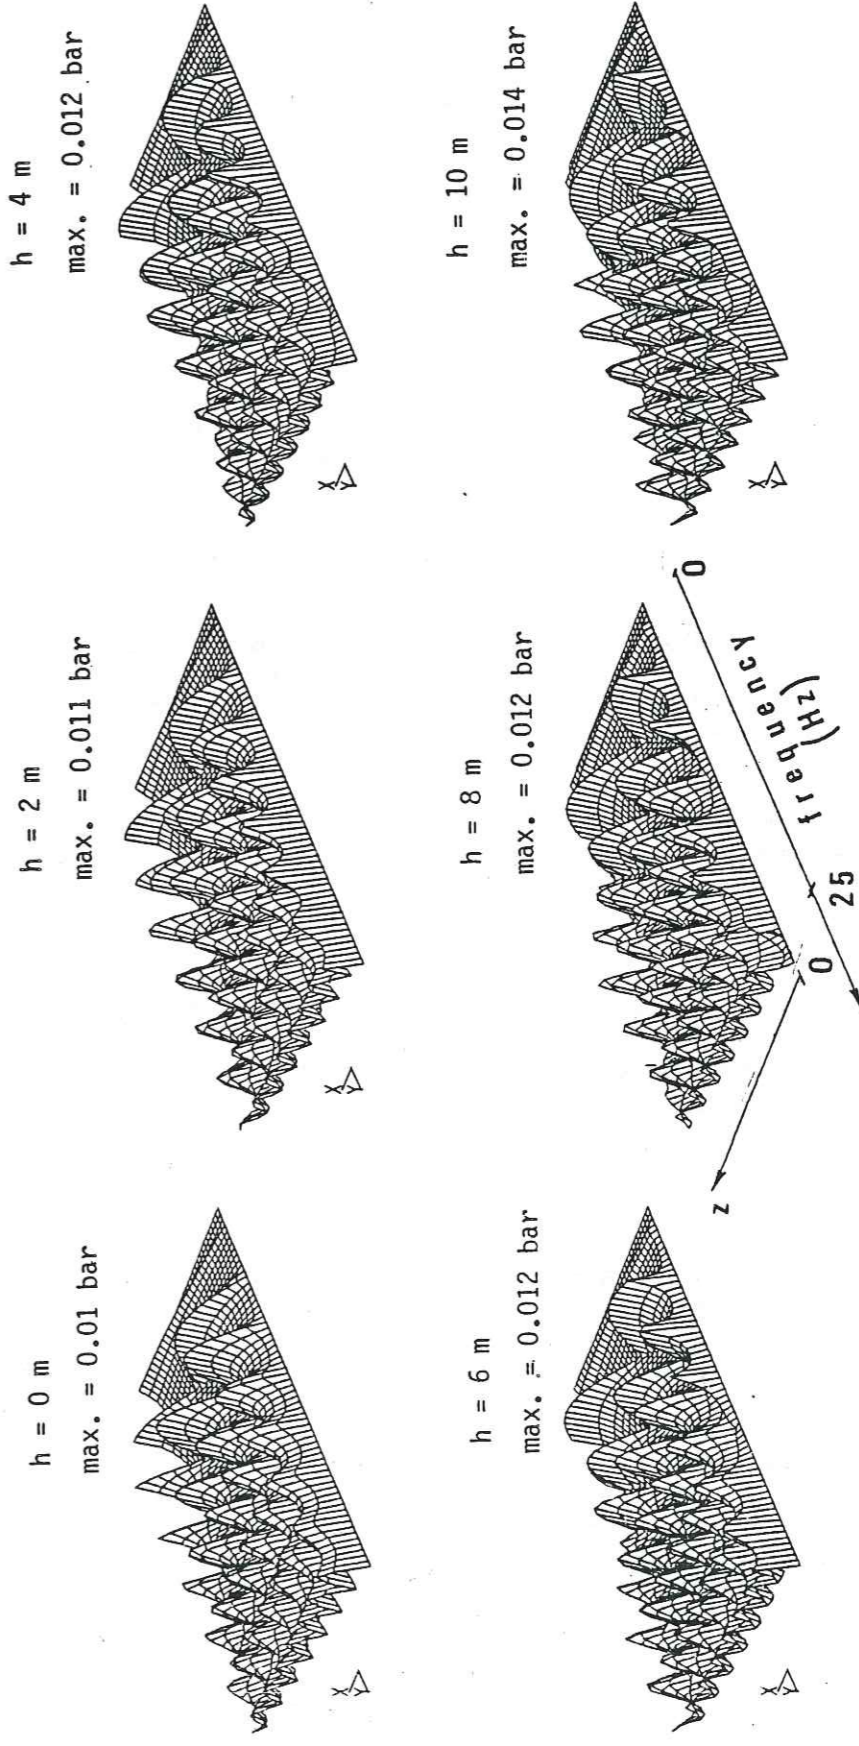 h = 0 m
max. = 0.01 bar
h = 2 m
max. = 0.011 bar
h = 4 m
max. = 0.012 bar
X
Y
X
Y
X
Y
h = 6 m
max. = 0.012 bar
h = 8 m
max. = 0.012 bar
h = 10 m
max. = 0.014 bar
X
Y
X
Y
z
0
25
frequency
(Hz)
0